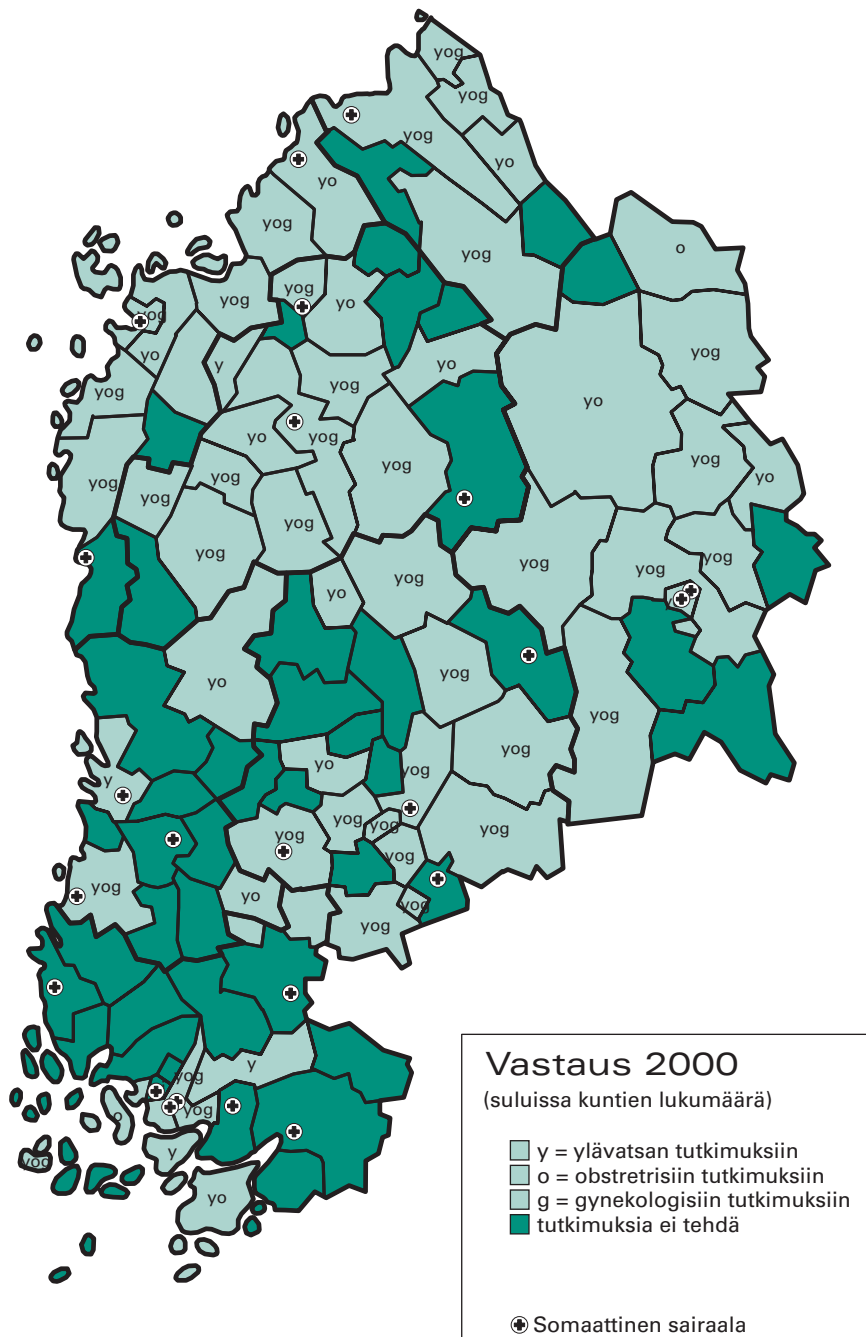 yog
yog
yog
yo
yo
yog
yog
o
yog
yog
yo
yog
yog
y
yo
yog
yo
yog
yo
yog
yo
yog
yog
yog
yo
yog
yog
yog
yog
yog
yog
yog
yog
yo
yog
yo
yog
yog
yo
yog
yog
y
yog
yog
yog
yog
yog
yo
yog
yog
y
yog
yog
o
y
yog
yo
Vastaus 2000
(suluissa kuntien lukumäärä)
y = ylävatsan tutkimuksiin
o = obstretrisiin tutkimuksiin
g = gynekologisiin tutkimuksiin
tutkimuksia ei tehdä
Somaattinen sairaala